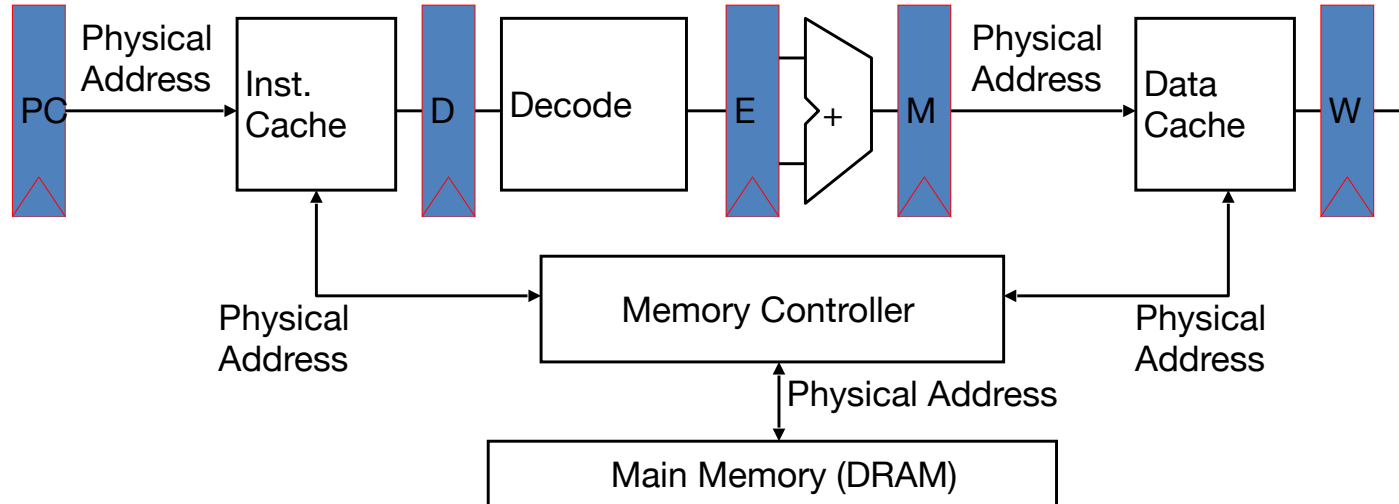 Physical
Address
PC
Inst.
Cache
D
Decode
E
+
M
Physical
Address
Data
Cache
W
Physical
Address
Memory Controller
Physical
Address
Physical Address
Main Memory (DRAM)